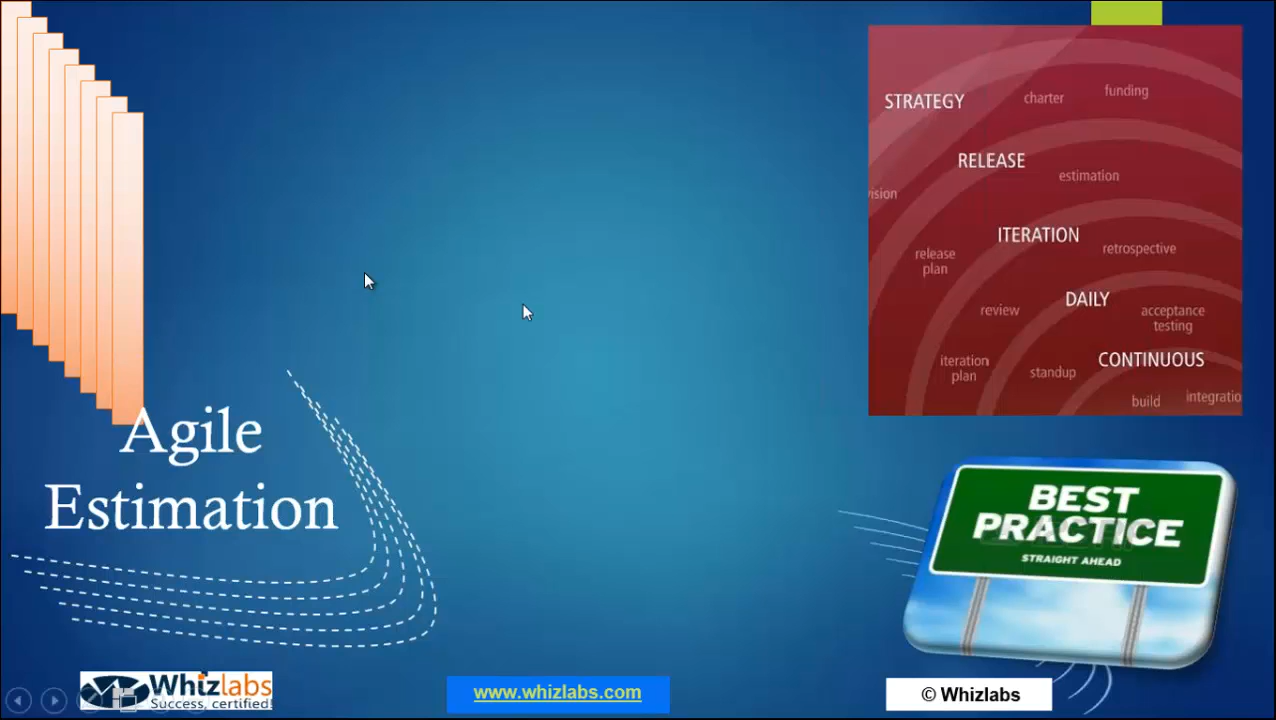 STRATEGY
charter
funding
RELEASE
estimation
vision
ITERATION
release
plan
retrospective
DAILY
review
acceptance
testing
CONTINUOUS
iteration
plan
standup
build
integratio
Agile
Estimation
BEST
PRACTICE
STRAIGHT AHEAD
Whizlabs
Success, certified!
www.whizlabs.com
© Whizlabs